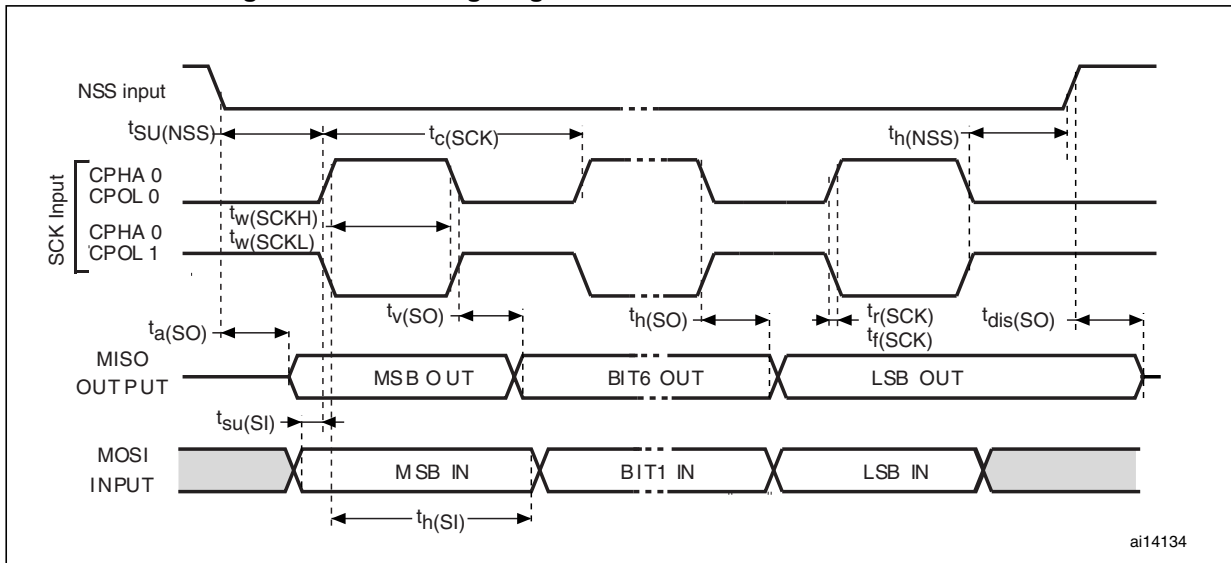 NSS input
tSU(NSS)
tc(SCK)
th(NSS)
SCK Input
CPHA 0
CPOL 0
tw(SCKH)
tw(SCKL)
CPHA 0
CPOL 1
ta(SO)
tv(SO)
th(SO)
tr(SCK)
tf(SCK)
tdis(SO)
MISO
OUTPUT
MSB OUT
BIT6 OUT
LSB OUT
tsu(SI)
MOSI
INPUT
MSB IN
BIT1 IN
LSB IN
th(SI)
ai14134